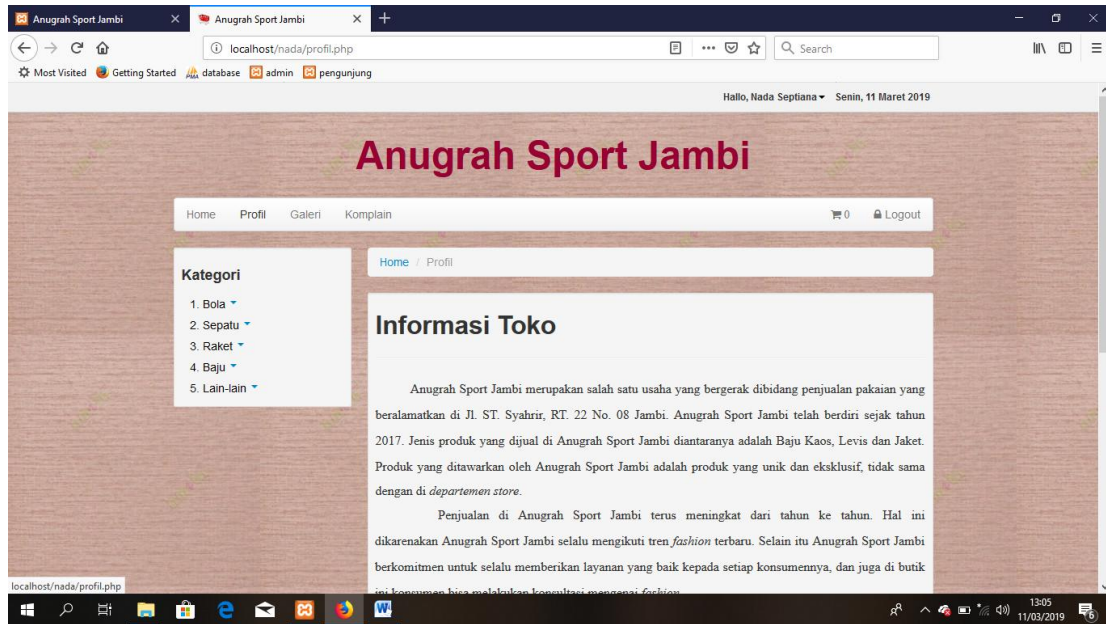 Anugrah Sport Jambi
Anugrah Sport Jambi
localhost/nada/profil.php
Search
Most Visited Getting Started database admin pengunjung
Hallo, Nada Septiana Senin, 11 Maret 2019
Anugrah Sport Jambi
Home Profil Galeri Komplain 0 Logout
Kategori
1. Bola
2. Sepatu
3. Raket
4. Baju
5. Lain-lain
Home / Profil
Informasi Toko
Anugrah Sport Jambi merupakan salah satu usaha yang bergerak dibidang penjualan pakaian yang
beralamatkan di Jl. ST. Syahrir, RT. 22 No. 08 Jambi. Anugrah Sport Jambi telah berdiri sejak tahun
2017. Jenis produk yang dijual di Anugrah Sport Jambi diantaranya adalah Baju Kaos, Levis dan Jaket.
Produk yang ditawarkan oleh Anugrah Sport Jambi adalah produk yang unik dan eksklusif, tidak sama
dengan di departemen store.
Penjualan di Anugrah Sport Jambi terus meningkat dari tahun ke tahun. Hal ini
dikarenakan Anugrah Sport Jambi selalu mengikuti tren fashion terbaru. Selain itu Anugrah Sport Jambi
berkomitmen untuk selalu memberikan layanan yang baik kepada setiap konsumennya, dan juga di butik
ini konsumen bisa melakukan konsultasi mengenai fashion.
localhost/nada/profil.php
13:05
11/03/2019
6